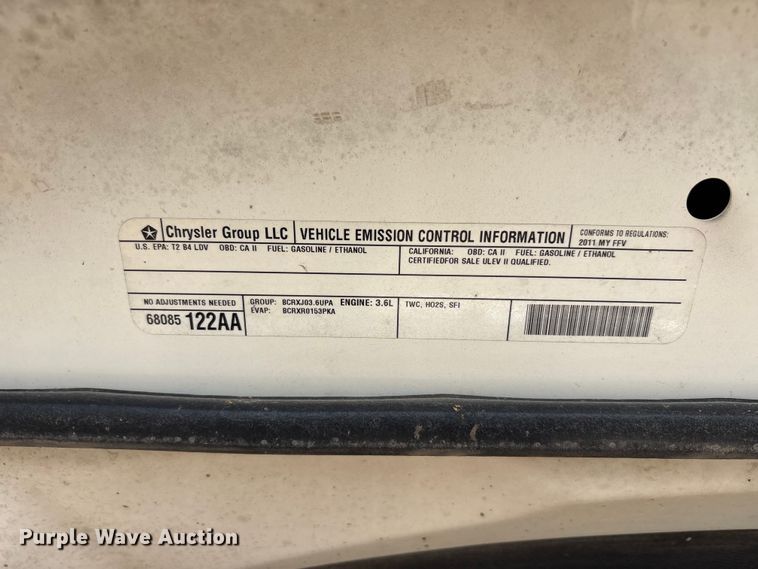 Chrysler Group LLC VEHICLE EMISSION CONTROL INFORMATION CONFORMS TO REGULATIONS: 2011 MY FFV
U.S. EPA: T2 B4 LDV OBD: CA II FUEL: GASOLINE / ETHANOL
CALIFORNIA: OBD: CA II FUEL: GASOLINE / ETHANOL
CERTIFIEDFOR SALE ULEV II QUALIFIED.
NO ADJUSTMENTS NEEDED
68085 122AA
GROUP: BCRXJ03.6UPA ENGINE: 3.6L
EVAP: BCRXR0153PKA
TWC, HO2S, SFI
Purple Wave Auction